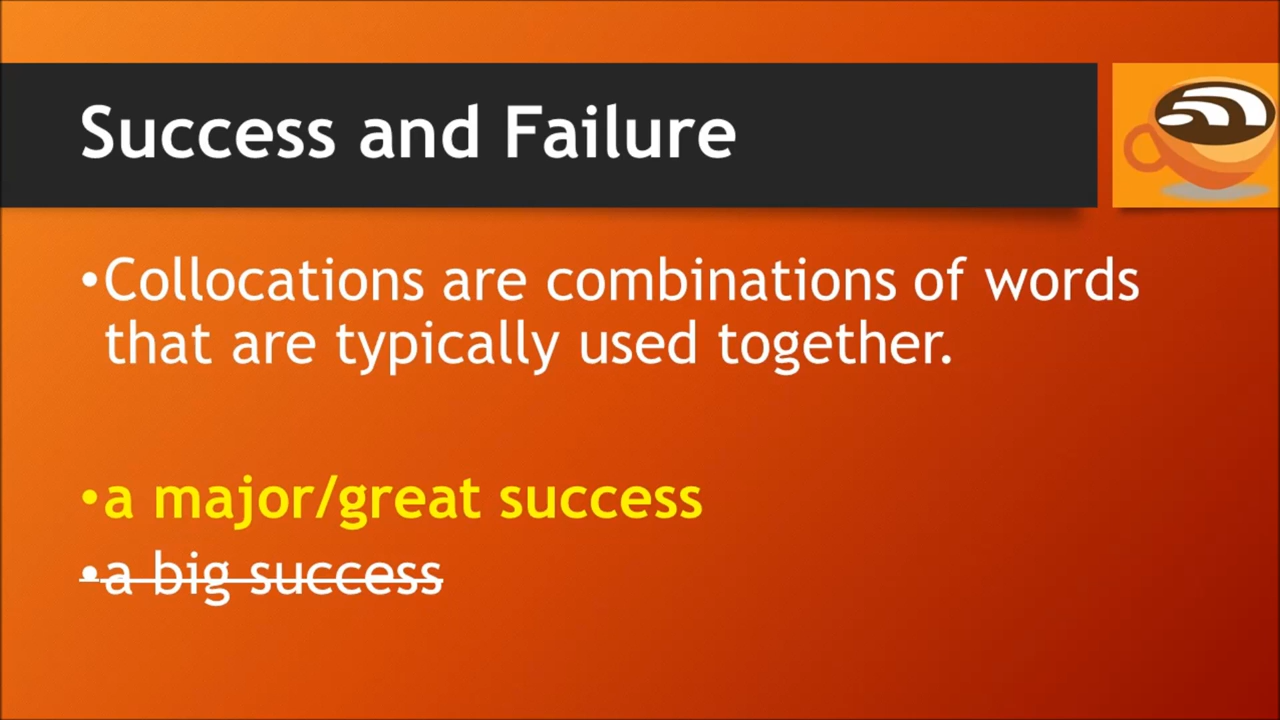 Success and Failure
•Collocations are combinations of words
that are typically used together.
•a major/great success
•a big success